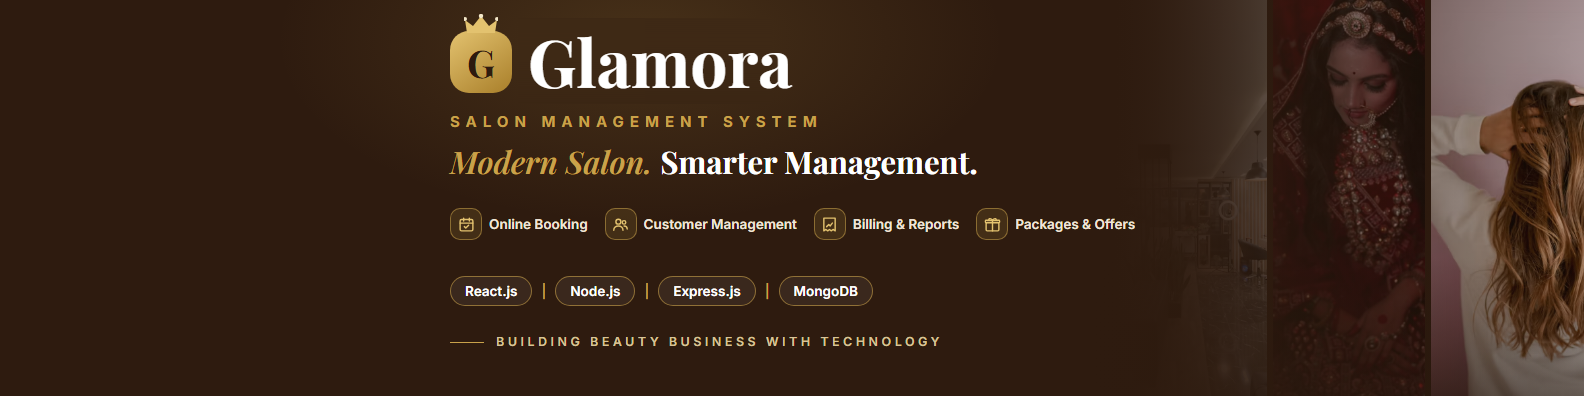 G Glamora
SALON MANAGEMENT SYSTEM
Modern Salon. Smarter Management.
Online Booking Customer Management Billing & Reports Packages & Offers
React.js | Node.js | Express.js | MongoDB
BUILDING BEAUTY BUSINESS WITH TECHNOLOGY